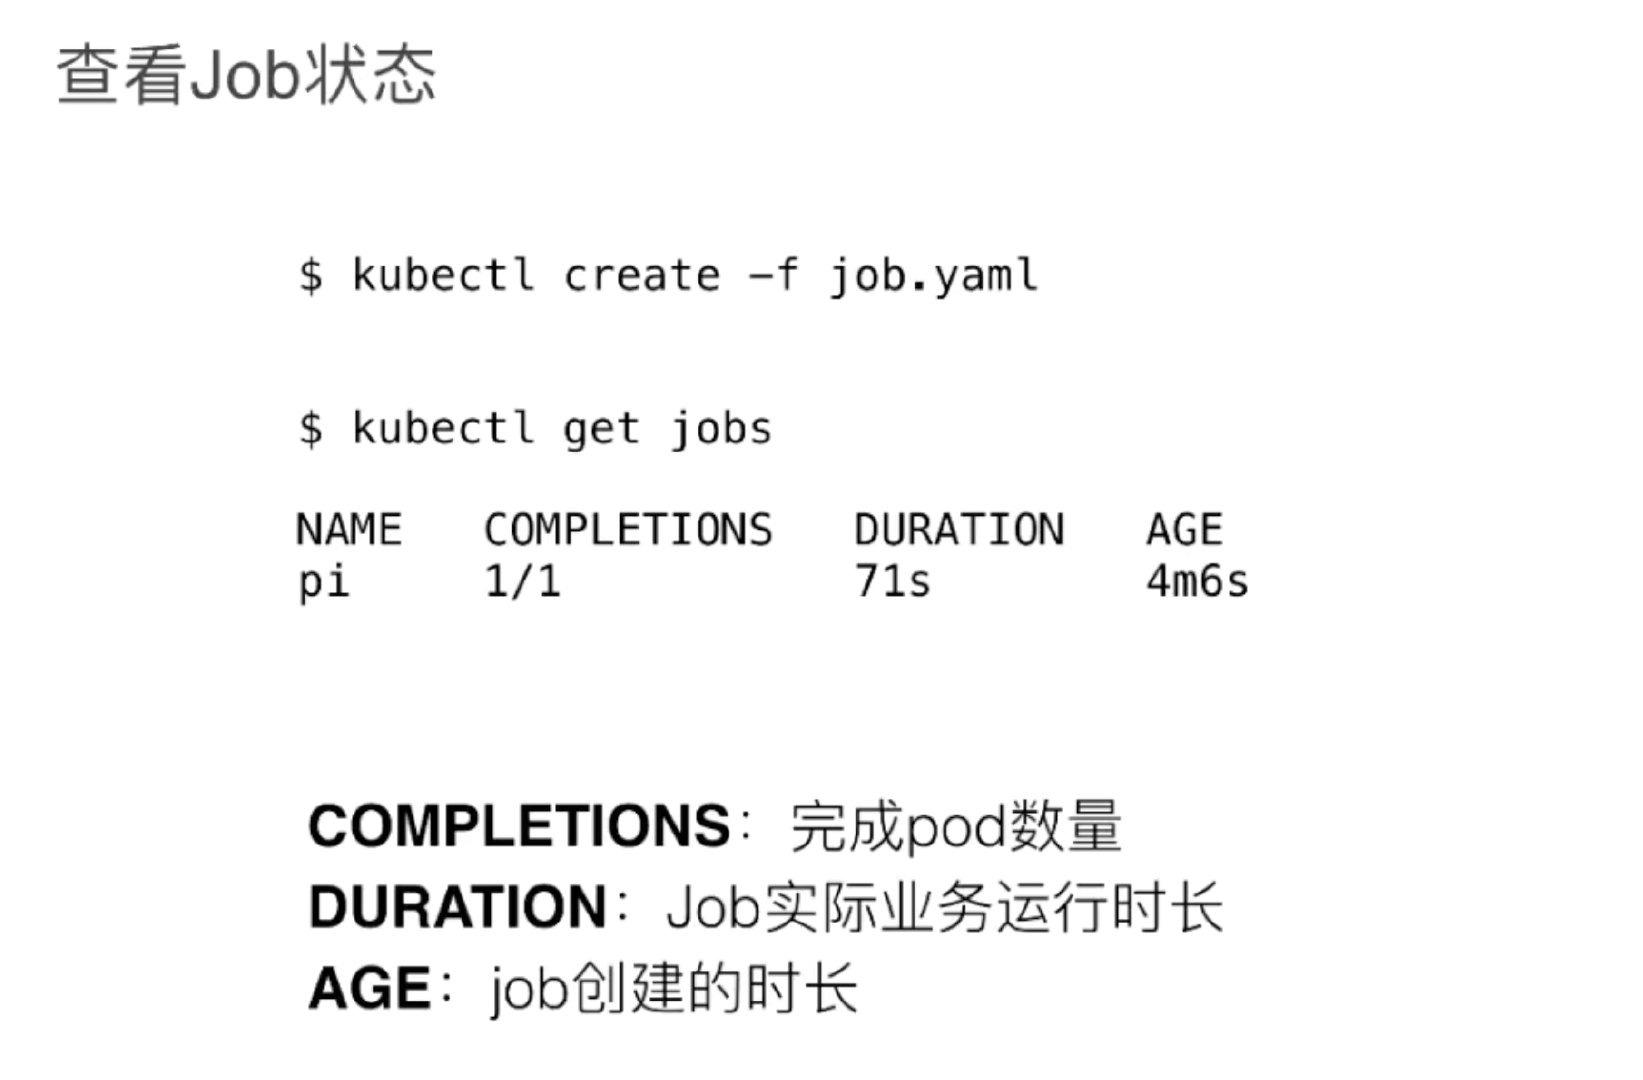 查看Job状态
$ kubectl create -f job.yaml
$ kubectl get jobs
NAME COMPLETIONS DURATION AGE
pi 1/1 71s 4m6s
COMPLETIONS：完成pod数量
DURATION：Job实际业务运行时长
AGE：job创建的时长